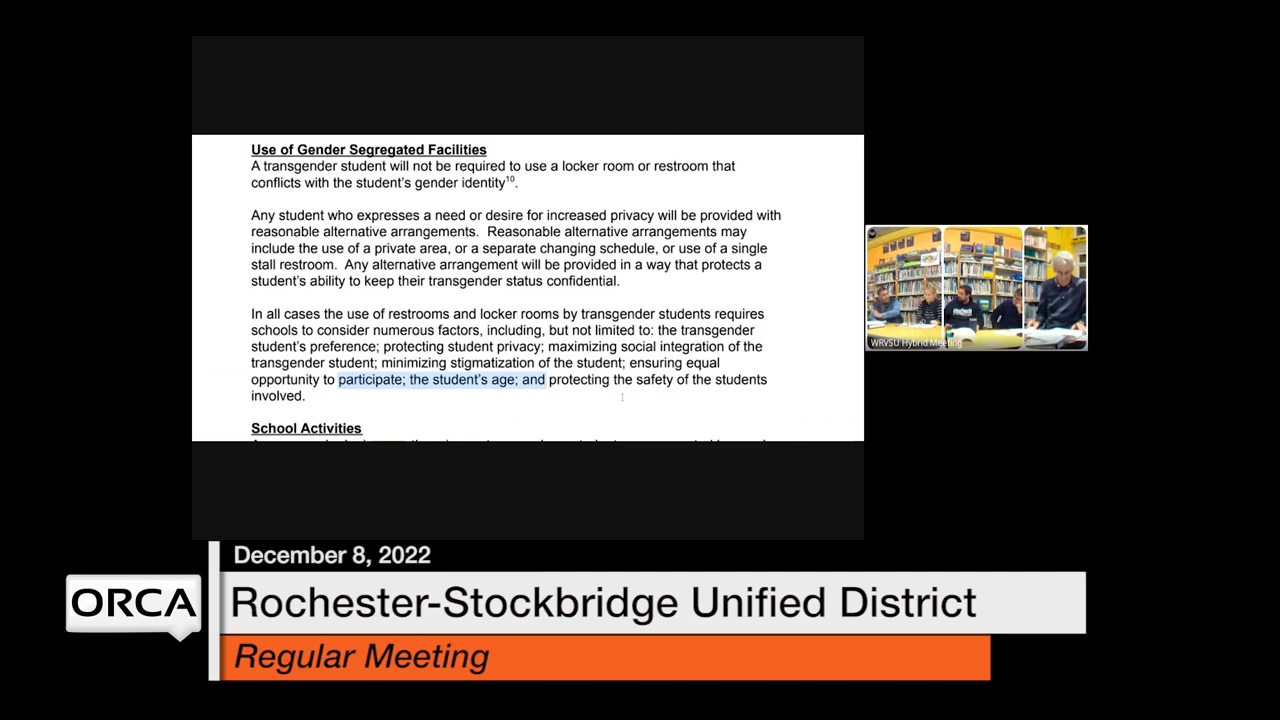 Use of Gender Segregated Facilities
A transgender student will not be required to use a locker room or restroom that
conflicts with the student's gender identity10.
Any student who expresses a need or desire for increased privacy will be provided with
reasonable alternative arrangements.  Reasonable alternative arrangements may
include the use of a private area, or a separate changing schedule, or use of a single
stall restroom.  Any alternative arrangement will be provided in a way that protects a
student's ability to keep their transgender status confidential.
In all cases the use of restrooms and locker rooms by transgender students requires
schools to consider numerous factors, including, but not limited to: the transgender
student's preference; protecting student privacy; maximizing social integration of the
transgender student; minimizing stigmatization of the student; ensuring equal
opportunity to participate; the student's age; and protecting the safety of the students
involved.
School Activities
WRVSU Hybrid Meeting
December 8, 2022
ORCA
Rochester-Stockbridge Unified District
Regular Meeting